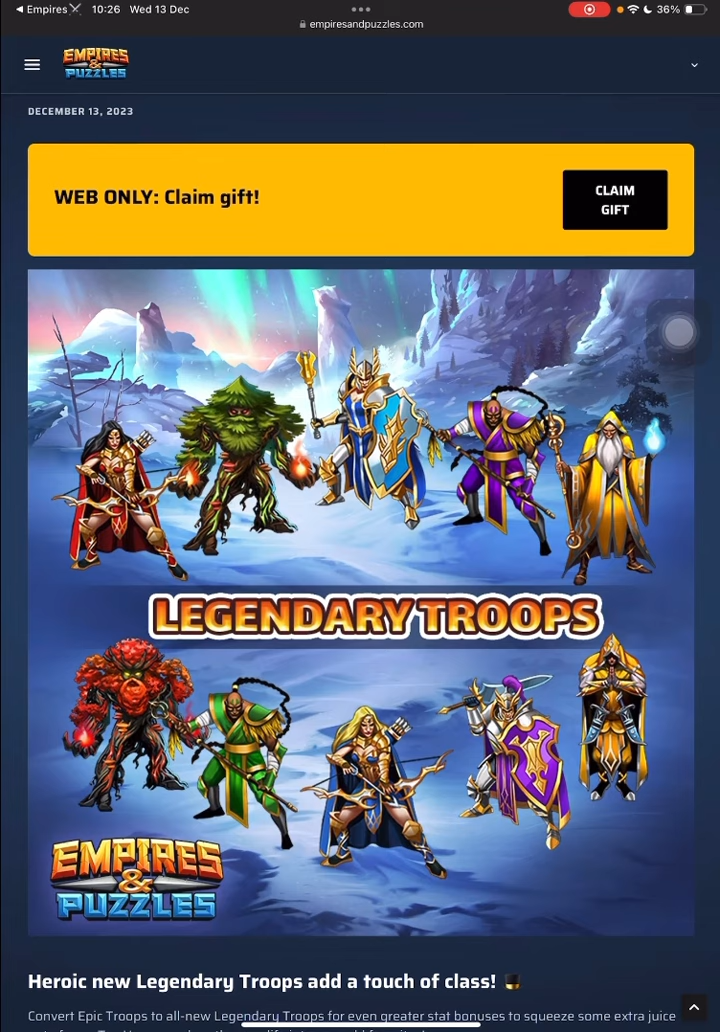 Empires
10:26 Wed 13 Dec
36%
empiresandpuzzles.com
EMPIRES
&
PUZZLES
DECEMBER 13, 2023
WEB ONLY: Claim gift!
CLAIM
GIFT
LEGENDARY TROOPS
EMPIRES
&
PUZZLES
Heroic new Legendary Troops add a touch of class!
Convert Epic Troops to all-new Legendary Troops for even greater stat bonuses to squeeze some extra juice